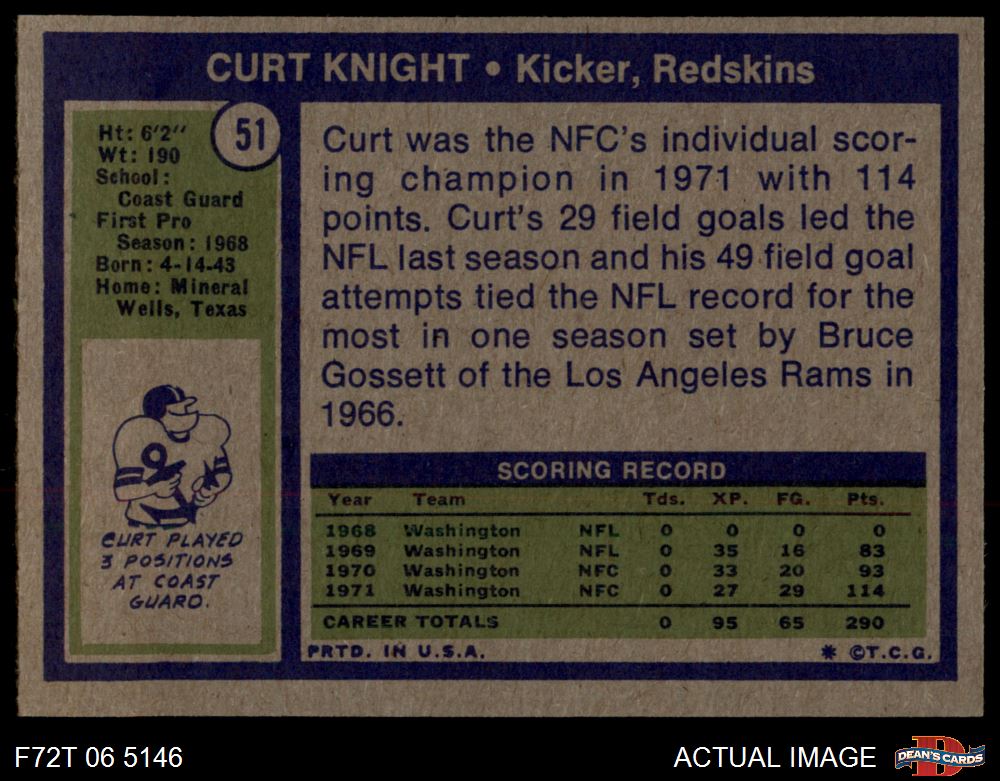 CURT KNIGHT • Kicker, Redskins
51
Ht: 6'2"
Wt: 190
School:
Coast Guard
First Pro
Season: 1968
Born: 4-14-43
Home: Mineral
Wells, Texas
CURT PLAYED
3 POSITIONS
AT COAST
GUARD.
Curt was the NFC's individual scor-
ing champion in 1971 with 114
points. Curt's 29 field goals led the
NFL last season and his 49 field goal
attempts tied the NFL record for the
most in one season set by Bruce
Gossett of the Los Angeles Rams in
1966.
SCORING RECORD
Year Team Tds. XP. FG. Pts.
1968 Washington NFL 0 0 0 0
1969 Washington NFL 0 35 16 83
1970 Washington NFC 0 33 20 93
1971 Washington NFC 0 27 29 114
CAREER TOTALS 0 95 65 290
PRTD. IN U.S.A. * ©T.C.G.
F72T 06 5146 ACTUAL IMAGE
D
DEAN'S CARDS